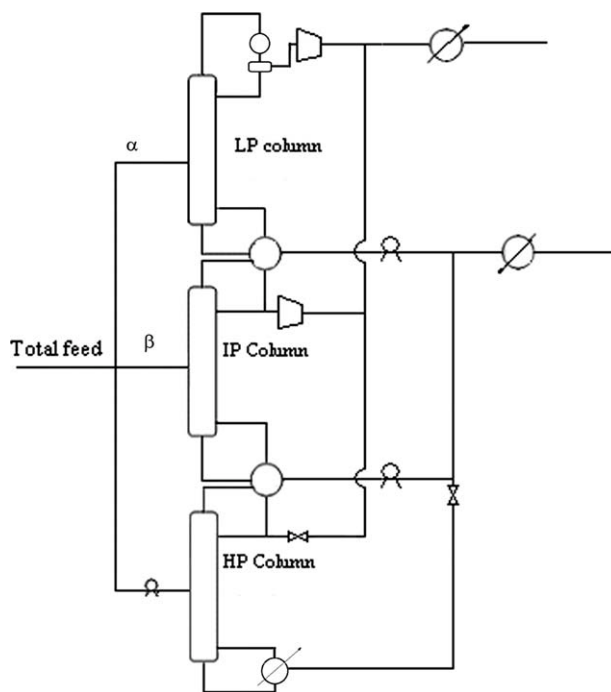 α
LP column
Total feed
β
IP Column
HP Column